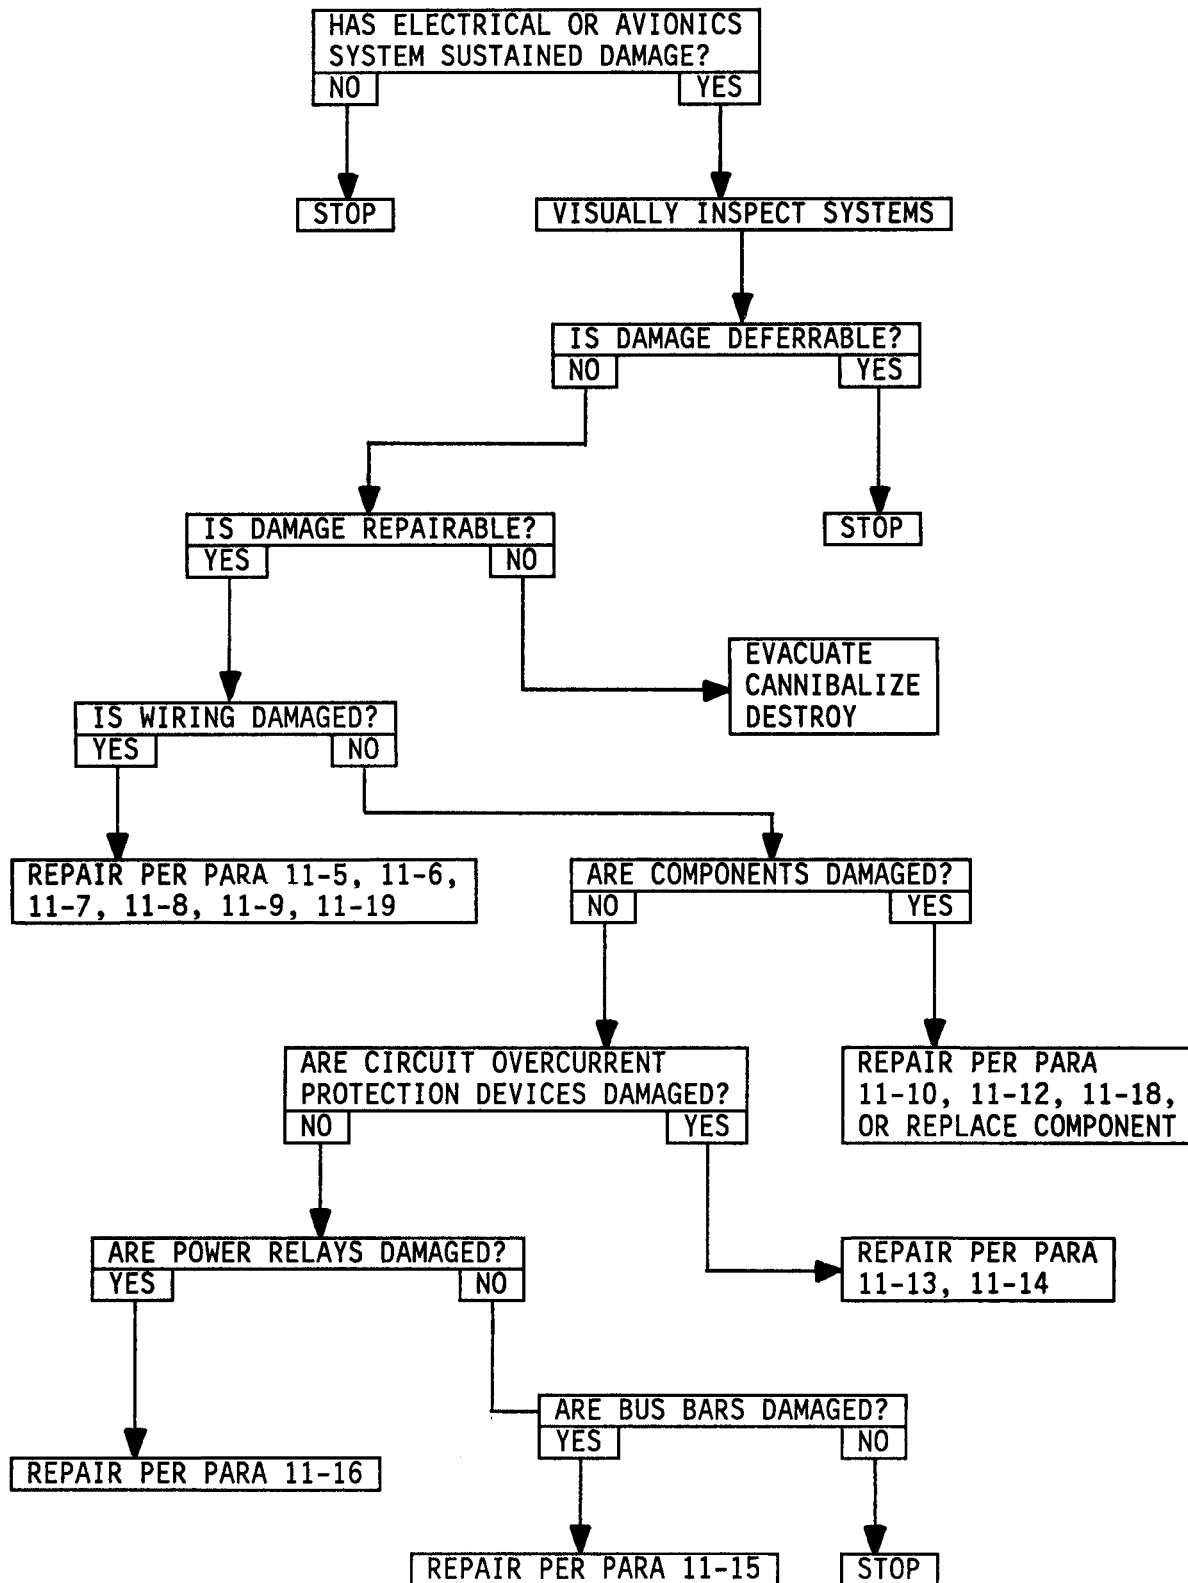 HAS ELECTRICAL OR AVIONICS
SYSTEM SUSTAINED DAMAGE?
NO
YES
STOP
VISUALLY INSPECT SYSTEMS
IS DAMAGE DEFERRABLE?
NO
YES
IS DAMAGE REPAIRABLE?
STOP
YES
NO
EVACUATE
CANNIBALIZE
DESTROY
IS WIRING DAMAGED?
YES
NO
REPAIR PER PARA 11-5, 11-6,
11-7, 11-8, 11-9, 11-19
ARE COMPONENTS DAMAGED?
NO
YES
ARE CIRCUIT OVERCURRENT
PROTECTION DEVICES DAMAGED?
NO
YES
REPAIR PER PARA
11-10, 11-12, 11-18,
OR REPLACE COMPONENT
ARE POWER RELAYS DAMAGED?
YES
NO
REPAIR PER PARA
11-13, 11-14
ARE BUS BARS DAMAGED?
YES
NO
REPAIR PER PARA 11-16
REPAIR PER PARA 11-15
STOP